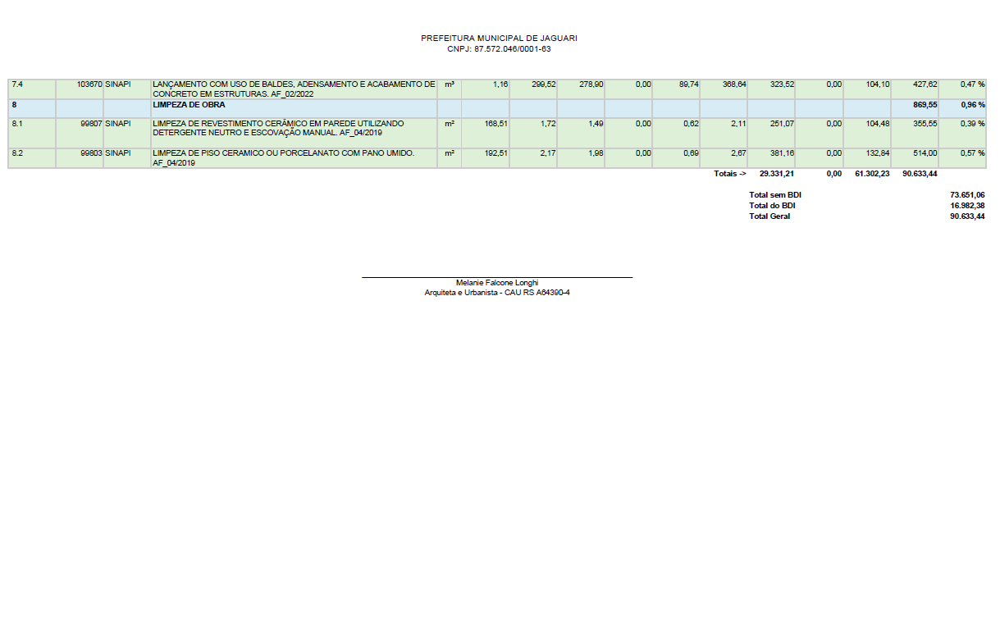 PREFEITURA MUNICIPAL DE JAGUARI
CNPJ: 87.572.046/0001-63
7.4 103670 SINAPI LANÇAMENTO COM USO DE BALDES, ADENSAMENTO E ACABAMENTO DE m³ 1,16 299,52 278,90 0,00 89,74 368,64 323,52 0,00 104,10 427,62 0,47 %
CONCRETO EM ESTRUTURAS. AF_02/2022
8 LIMPEZA DE OBRA 869,55 0,96 %
8.1 99807 SINAPI LIMPEZA DE REVESTIMENTO CERÂMICO EM PAREDE UTILIZANDO m² 168,51 1,72 1,49 0,00 0,62 2,11 251,07 0,00 104,48 355,55 0,39 %
DETERGENTE NEUTRO E ESCOVAÇÃO MANUAL. AF_04/2019
8.2 99803 SINAPI LIMPEZA DE PISO CERAMICO OU PORCELANATO COM PANO UMIDO. m² 192,51 2,17 1,98 0,00 0,69 2,67 381,16 0,00 132,84 514,00 0,57 %
AF_04/2019
Totais -> 29.331,21 0,00 61.302,23 90.633,44
Total sem BDI 73.651,06
Total do BDI 16.982,38
Total Geral 90.633,44
Melanie Falcone Longhi
Arquiteta e Urbanista - CAU RS A64390-4